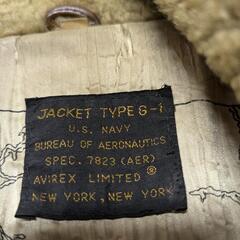 JACKET TYPE G-1
U.S. NAVY
BUREAU OF AERONAUTICS
SPEC. 7823 (AER)
AVIREX LIMITED ®
NEW YORK, NEW YORK